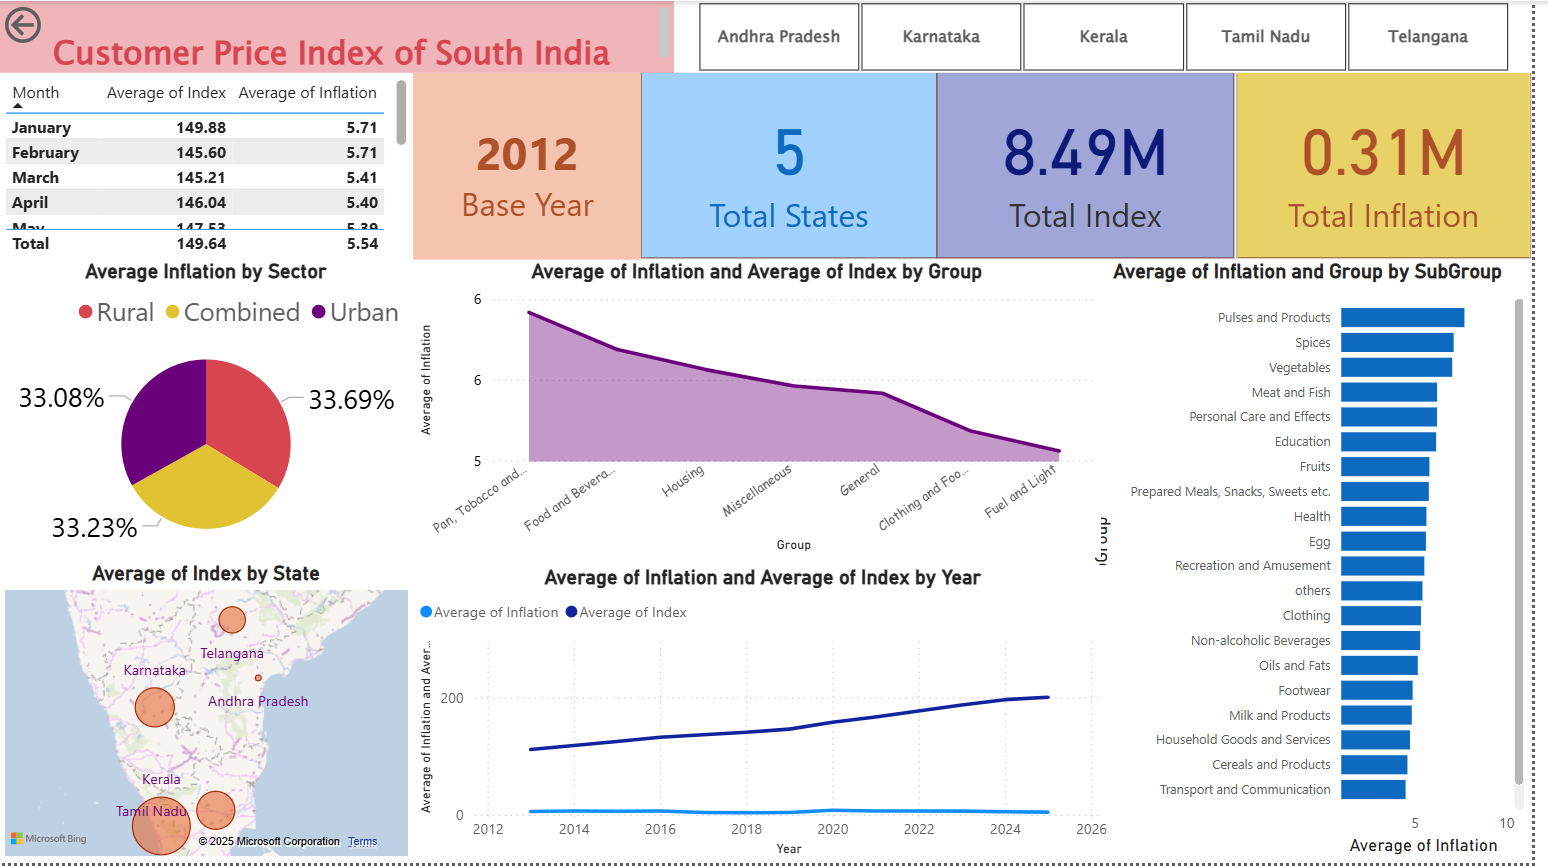 Customer Price Index of South India
Andhra Pradesh
Karnataka
Kerala
Tamil Nadu
Telangana
Month Average of Index Average of Inflation
January 149.88 5.71
February 145.60 5.71
March 145.21 5.41
April 146.04 5.40
May 147.53 5.39
Total 149.64 5.54
2012
Base Year
5
Total States
8.49M
Total Index
0.31M
Total Inflation
Average Inflation by Sector
Rural Combined Urban
33.08%
33.69%
33.23%
Average of Inflation and Average of Index by Group
Average of Inflation
6
6
5
Pan, Tobacco and...
Food and Bevera...
Housing
Miscellaneous
General
Clothing and Foo...
Fuel and Light
Group
Average of Inflation and Group by SubGroup
Group
Pulses and Products
Spices
Vegetables
Meat and Fish
Personal Care and Effects
Education
Fruits
Prepared Meals, Snacks, Sweets etc.
Health
Egg
Recreation and Amusement
others
Clothing
Non-alcoholic Beverages
Oils and Fats
Footwear
Milk and Products
Household Goods and Services
Cereals and Products
Transport and Communication
5 10
Average of Inflation
Average of Index by State
Telangana
Karnataka
Andhra Pradesh
Kerala
Tamil Nadu
Microsoft Bing
© 2025 Microsoft Corporation Terms
Average of Inflation and Average of Index by Year
Average of Inflation Average of Index
Average of Inflation and Aver...
200
0
2012 2014 2016 2018 2020 2022 2024 2026
Year